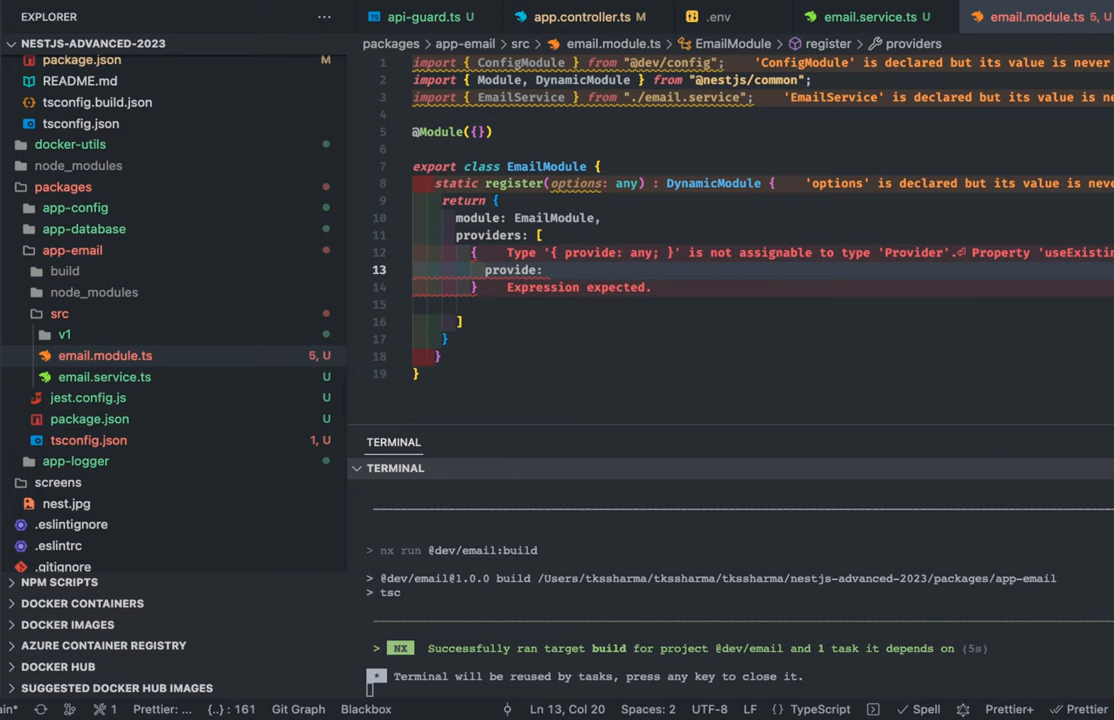 EXPLORER
NESTJS-ADVANCED-2023
package.json M
README.md
tsconfig.build.json
tsconfig.json
docker-utils
node_modules
packages
app-config
app-database
app-email
build
node_modules
src
v1
email.module.ts 5, U
email.service.ts U
jest.config.js U
package.json U
tsconfig.json 1, U
app-logger
screens
nest.jpg
.eslintignore
.eslintrc
.gitignore
NPM SCRIPTS
DOCKER CONTAINERS
DOCKER IMAGES
AZURE CONTAINER REGISTRY
DOCKER HUB
SUGGESTED DOCKER HUB IMAGES
api-guard.ts U app.controller.ts M .env email.service.ts U email.module.ts 5, U
packages > app-email > src > email.module.ts > EmailModule > register > providers
1 import { ConfigModule } from "@dev/config"; 'ConfigModule' is declared but its value is never
2 import { Module, DynamicModule } from "@nestjs/common";
3 import { EmailService } from "./email.service"; 'EmailService' is declared but its value is ne
4
5 @Module({})
6
7 export class EmailModule {
8 static register(options: any) : DynamicModule { 'options' is declared but its value is never
9 return {
10 module: EmailModule,
11 providers: [
12 { Type '{ provide: any; }' is not assignable to type 'Provider'.⏎ Property 'useExistin
13 provide:
14 } Expression expected.
15
16 ]
17 }
18 }
19 }
TERMINAL
TERMINAL
> nx run @dev/email:build
> @dev/email@1.0.0 build /Users/tkssharma/tkssharma/tkssharma/nestjs-advanced-2023/packages/app-email
> tsc
> NX Successfully ran target build for project @dev/email and 1 task it depends on (5s)
* Terminal will be reused by tasks, press any key to close it.
ain* 1 Prettier: ... {..} : 161 Git Graph Blackbox Ln 13, Col 20 Spaces: 2 UTF-8 LF {} TypeScript Spell Prettier+ Prettier